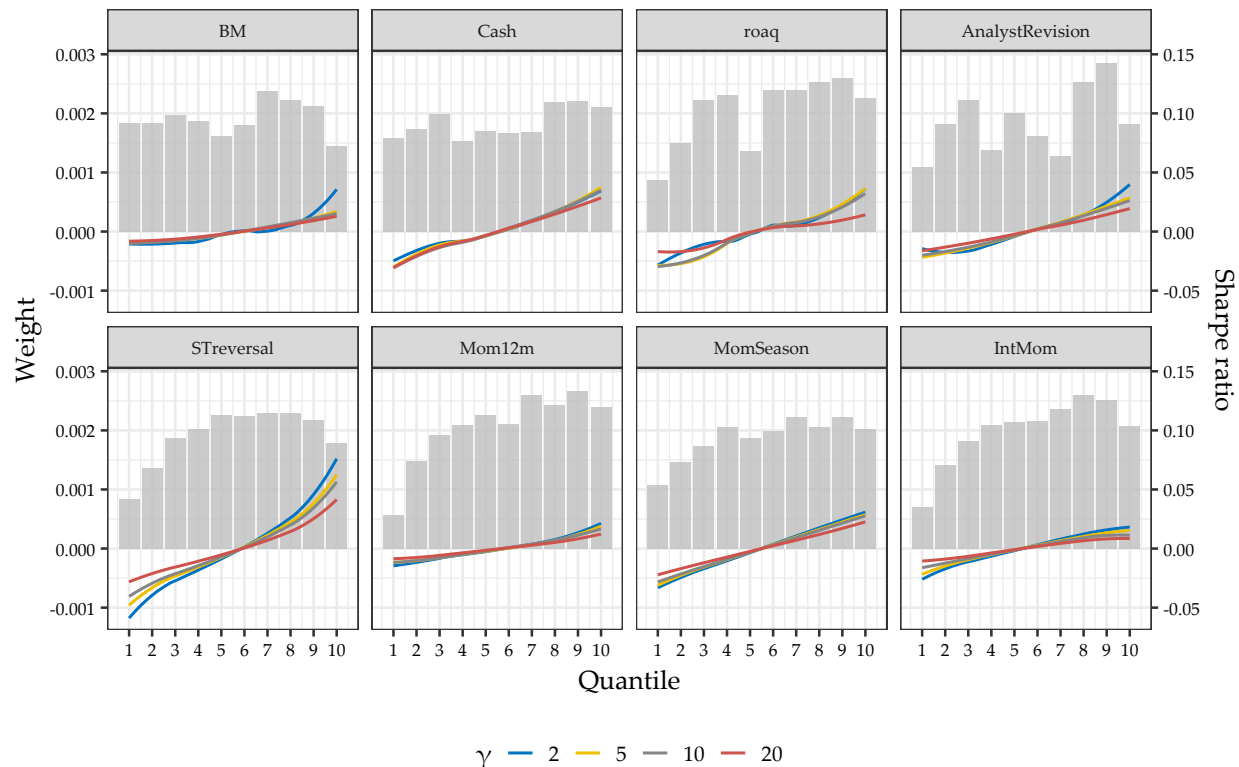 BM Cash roaq AnalystRevision
0.003 0.15
0.002 0.10
0.001 0.05
0.000 0.00
-0.001 -0.05
Weight
Sharpe ratio
STreversal Mom12m MomSeason IntMom
0.003 0.15
0.002 0.10
0.001 0.05
0.000 0.00
-0.001 -0.05
1 2 3 4 5 6 7 8 9 10 1 2 3 4 5 6 7 8 9 10 1 2 3 4 5 6 7 8 9 10 1 2 3 4 5 6 7 8 9 10
Quantile
γ 2 5 10 20